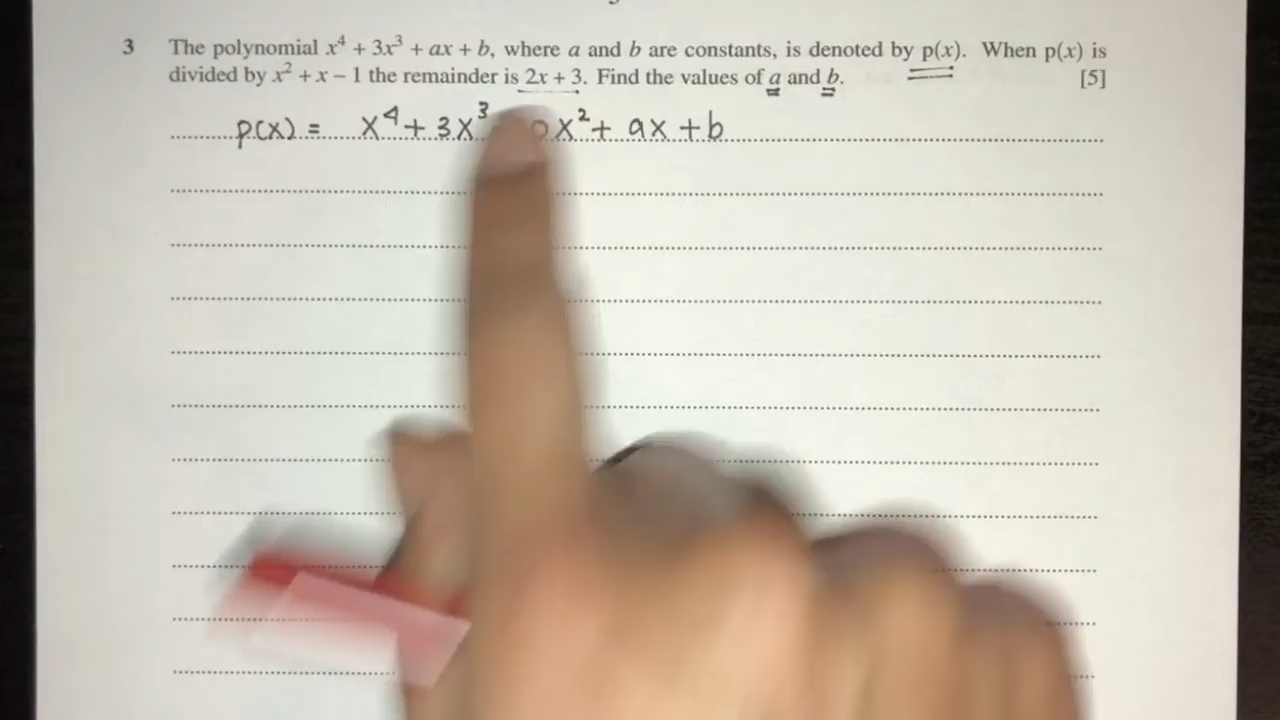 3 The polynomial x⁴ + 3x³ + ax + b, where a and b are constants, is denoted by p(x). When p(x) is
divided by x² + x − 1 the remainder is 2x + 3. Find the values of a and b. [5]
p(x) = x⁴ + 3x³ 0x² + ax + b